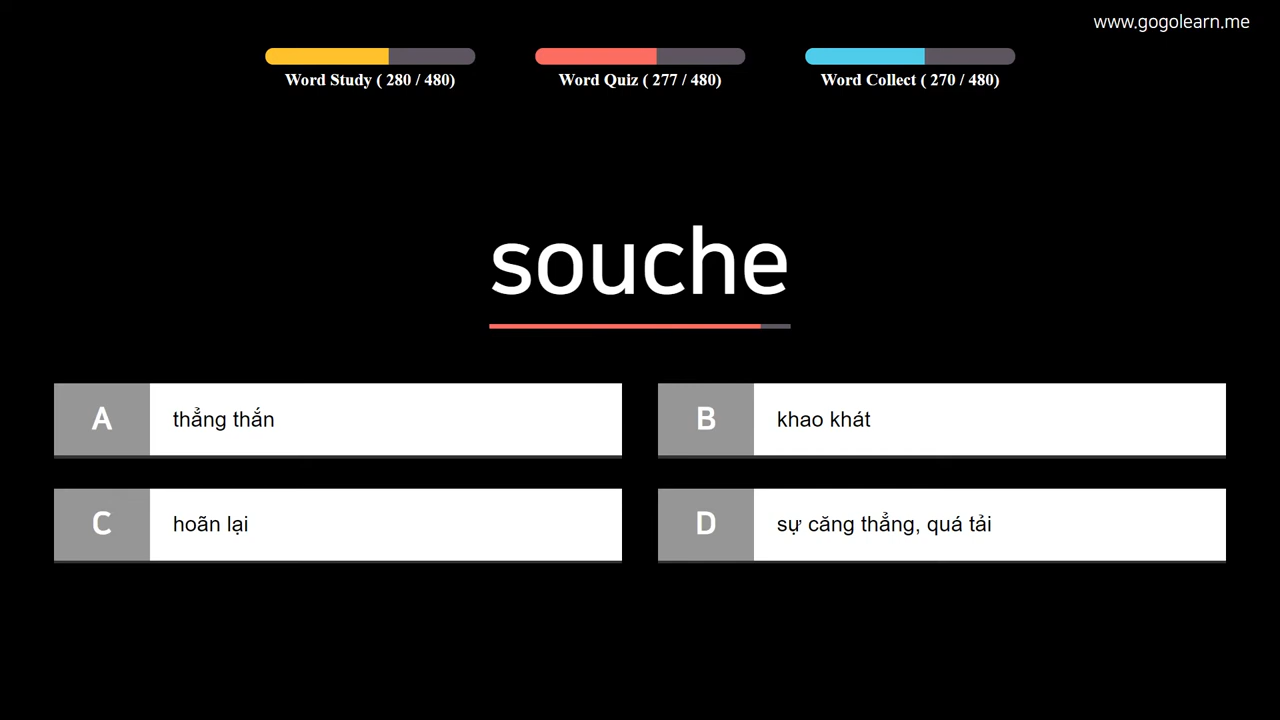 www.gogolearn.me
Word Study ( 280 / 480)
Word Quiz ( 277 / 480)
Word Collect ( 270 / 480)
souche
A thẳng thắn
B khao khát
C hoãn lại
D sự căng thẳng, quá tải